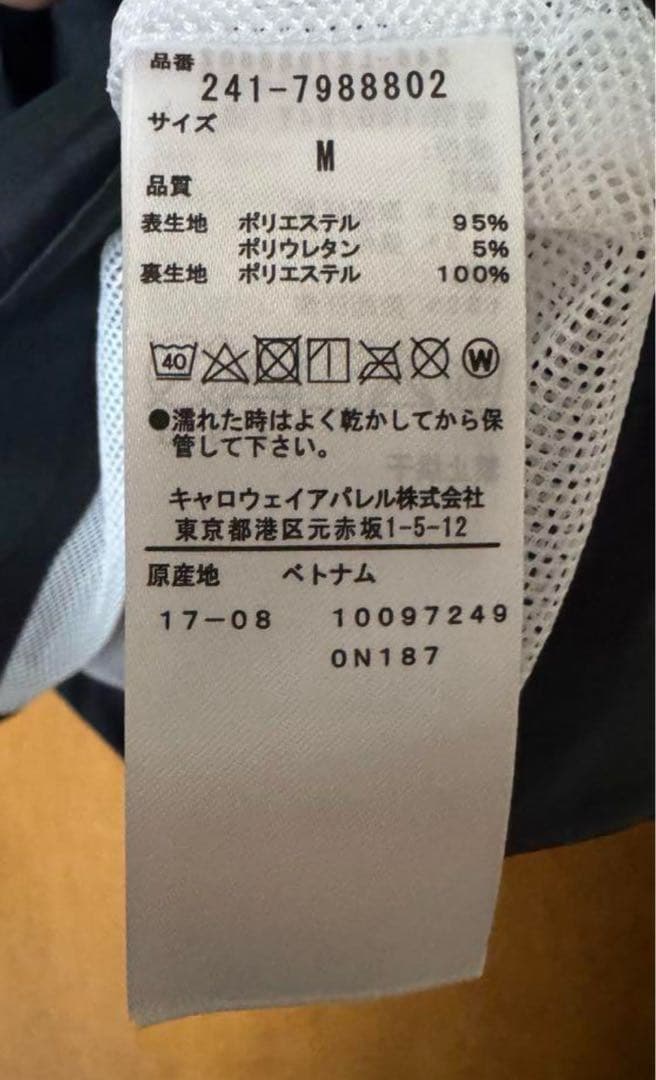 品番
241-7988802
サイズ
M
品質
表生地 ポリエステル 95%
ポリウレタン 5%
裏生地 ポリエステル 100%
40 W
●濡れた時はよく乾かしてから保
管して下さい。
キャロウェイアパレル株式会社
東京都港区元赤坂1-5-12
原産地 ベトナム
17-08 10097249
0N187